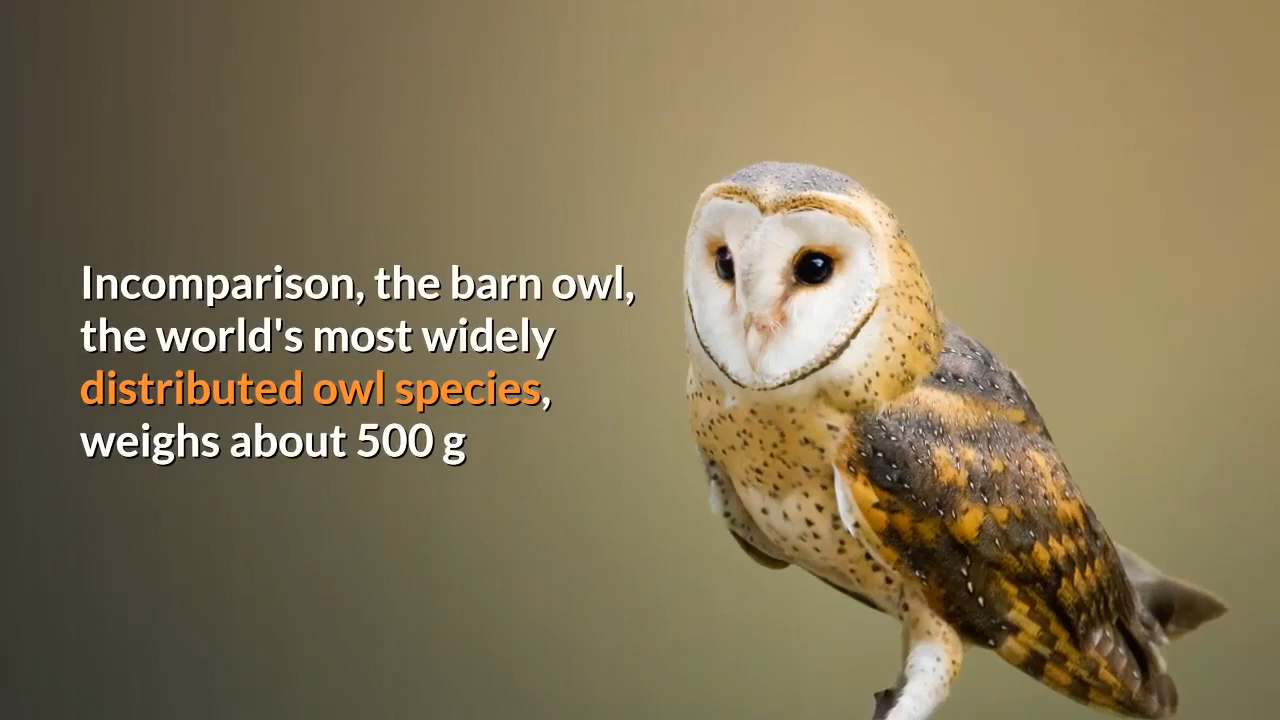 Incomparison, the barn owl,
the world's most widely
distributed owl species,
weighs about 500 g